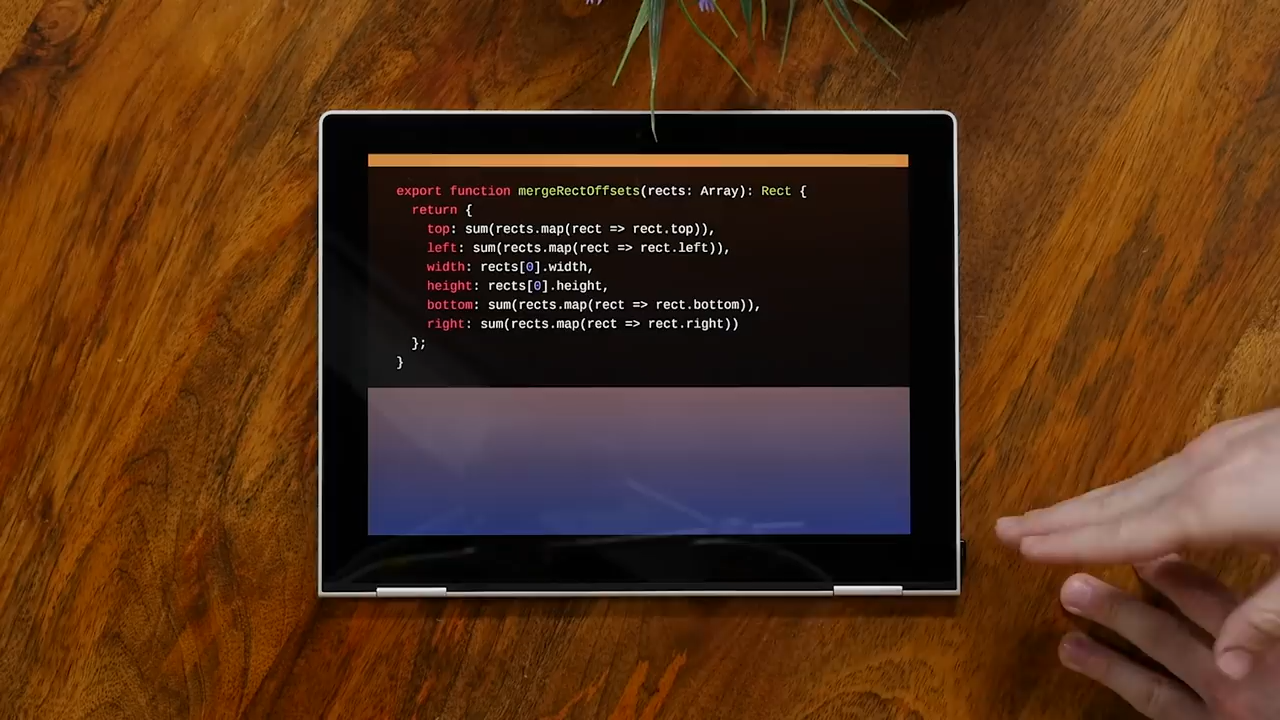 export function mergeRectOffsets(rects: Array): Rect {
return {
top: sum(rects.map(rect => rect.top)),
left: sum(rects.map(rect => rect.left)),
width: rects[0].width,
height: rects[0].height,
bottom: sum(rects.map(rect => rect.bottom)),
right: sum(rects.map(rect => rect.right))
};
}